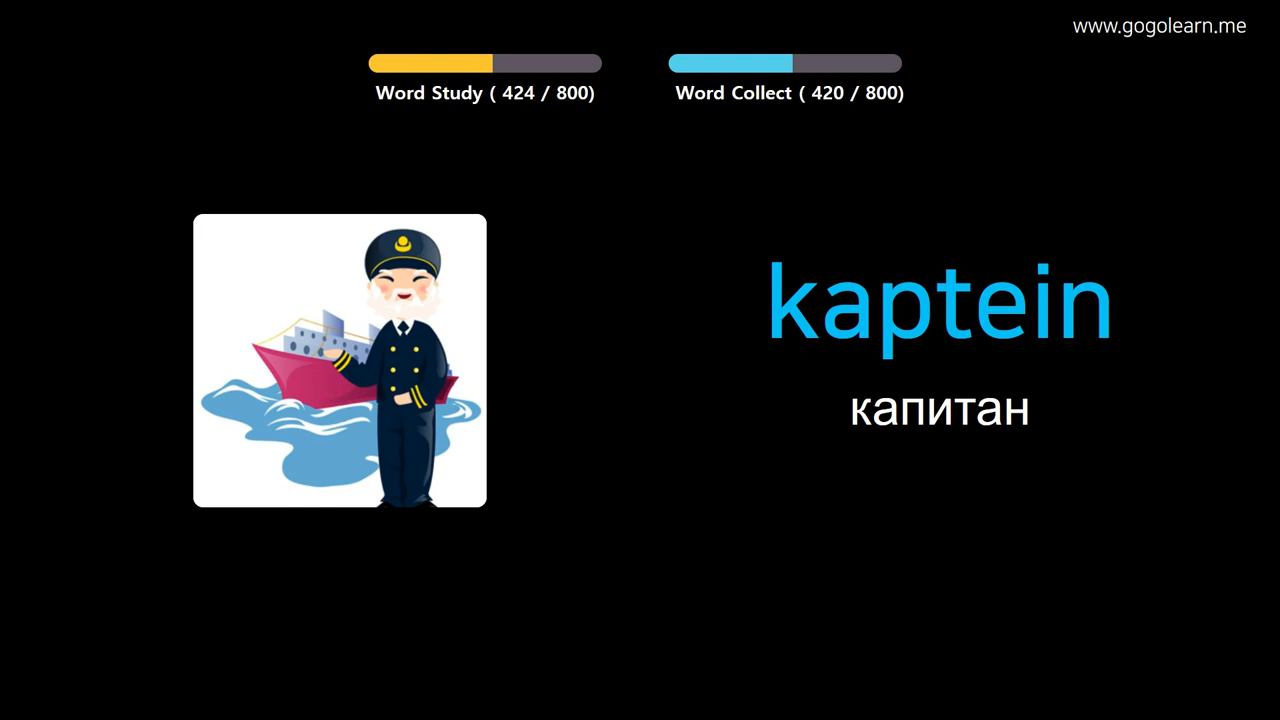 www.gogolearn.me
Word Study ( 424 / 800)
Word Collect ( 420 / 800)
kaptein
капитан